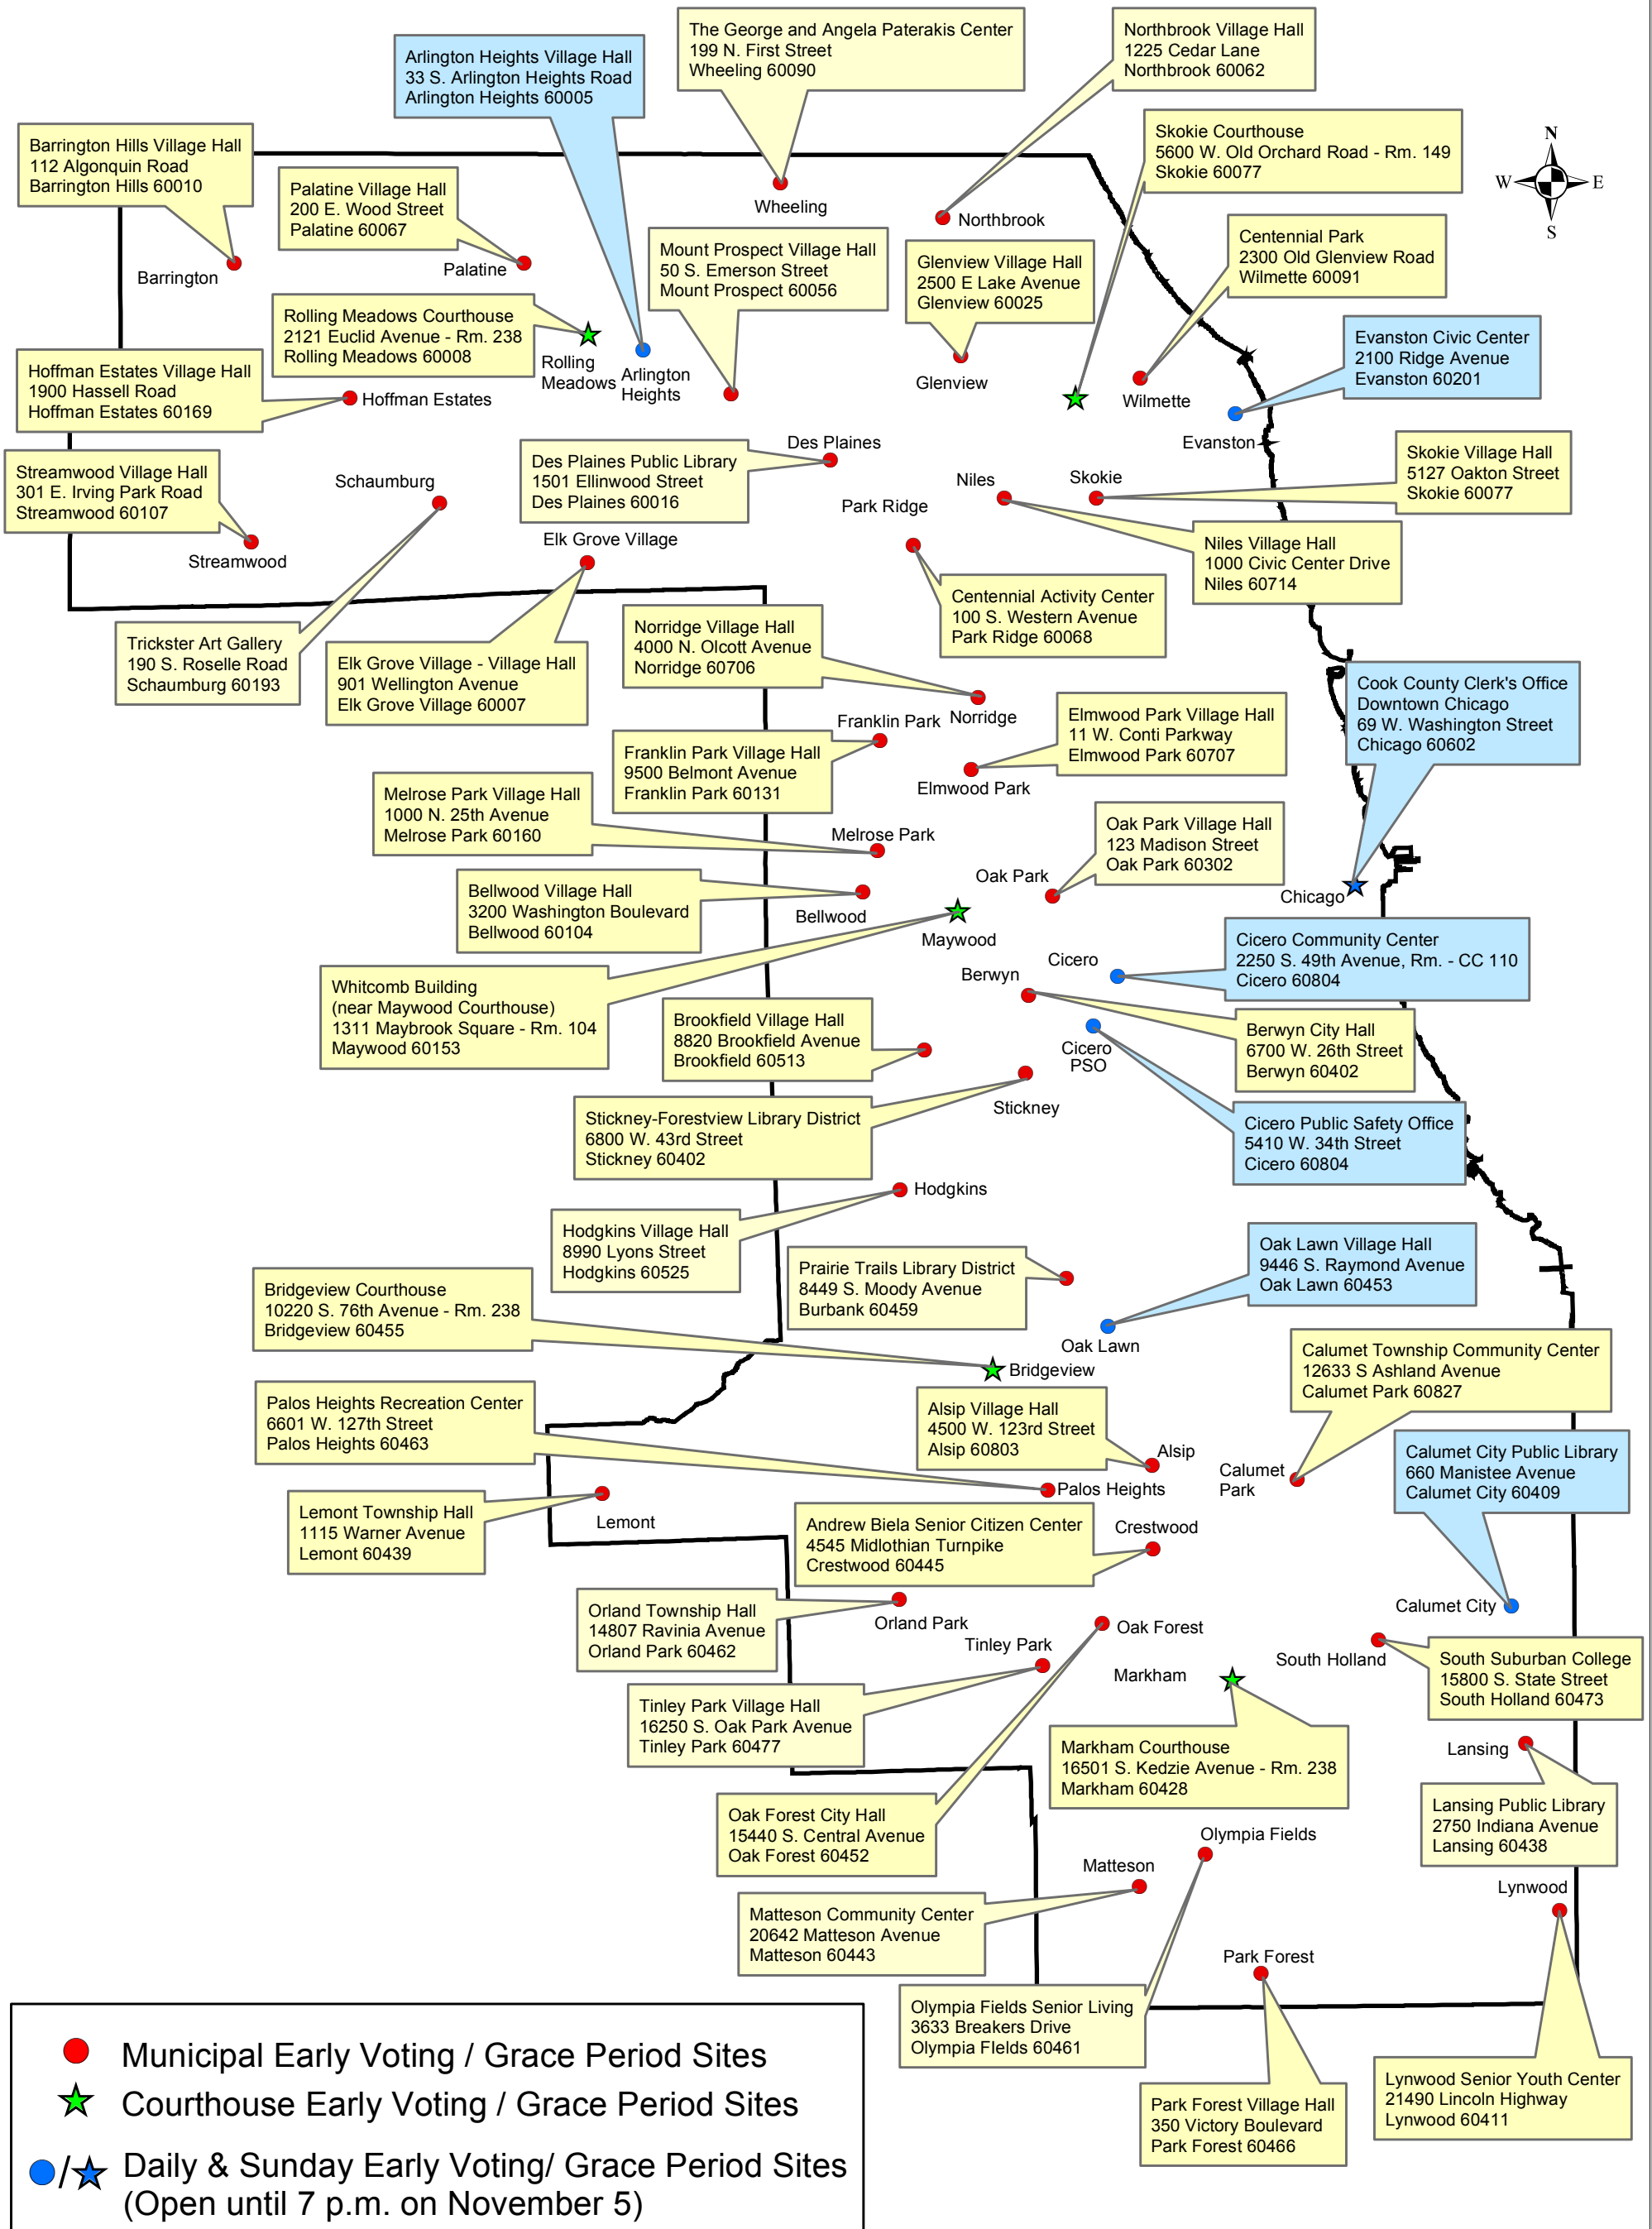 The George and Angela Paterakis Center
199 N. First Street
Wheeling 60090
Northbrook Village Hall
1225 Cedar Lane
Northbrook 60062
Arlington Heights Village Hall
33 S. Arlington Heights Road
Arlington Heights 60005
Skokie Courthouse
5600 W. Old Orchard Road - Rm. 149
Skokie 60077
N
W
E
S
Barrington Hills Village Hall
112 Algonquin Road
Barrington Hills 60010
Palatine Village Hall
200 E. Wood Street
Palatine 60067
Wheeling
Northbrook
Mount Prospect Village Hall
50 S. Emerson Street
Mount Prospect 60056
Glenview Village Hall
2500 E Lake Avenue
Glenview 60025
Centennial Park
2300 Old Glenview Road
Wilmette 60091
Barrington
Palatine
Rolling Meadows Courthouse
2121 Euclid Avenue - Rm. 238
Rolling Meadows 60008
Rolling
Meadows
Arlington
Heights
Glenview
Wilmette
Evanston Civic Center
2100 Ridge Avenue
Evanston 60201
Evanston
Hoffman Estates Village Hall
1900 Hassell Road
Hoffman Estates 60169
Hoffman Estates
Streamwood Village Hall
301 E. Irving Park Road
Streamwood 60107
Schaumburg
Streamwood
Des Plaines Public Library
1501 Ellinwood Street
Des Plaines 60016
Des Plaines
Park Ridge
Niles
Skokie
Skokie Village Hall
5127 Oakton Street
Skokie 60077
Niles Village Hall
1000 Civic Center Drive
Niles 60714
Elk Grove Village
Centennial Activity Center
100 S. Western Avenue
Park Ridge 60068
Trickster Art Gallery
190 S. Roselle Road
Schaumburg 60193
Elk Grove Village - Village Hall
901 Wellington Avenue
Elk Grove Village 60007
Norridge Village Hall
4000 N. Olcott Avenue
Norridge 60706
Norridge
Franklin Park
Franklin Park Village Hall
9500 Belmont Avenue
Franklin Park 60131
Elmwood Park Village Hall
11 W. Conti Parkway
Elmwood Park 60707
Elmwood Park
Cook County Clerk's Office
Downtown Chicago
69 W. Washington Street
Chicago 60602
Chicago
Melrose Park Village Hall
1000 N. 25th Avenue
Melrose Park 60160
Melrose Park
Oak Park Village Hall
123 Madison Street
Oak Park 60302
Oak Park
Bellwood Village Hall
3200 Washington Boulevard
Bellwood 60104
Bellwood
Maywood
Whitcomb Building
(near Maywood Courthouse)
1311 Maybrook Square - Rm. 104
Maywood 60153
Cicero
Cicero Community Center
2250 S. 49th Avenue, Rm. - CC 110
Cicero 60804
Berwyn
Berwyn City Hall
6700 W. 26th Street
Berwyn 60402
Brookfield Village Hall
8820 Brookfield Avenue
Brookfield 60513
Cicero
PSO
Stickney
Stickney-Forestview Library District
6800 W. 43rd Street
Stickney 60402
Cicero Public Safety Office
5410 W. 34th Street
Cicero 60804
Hodgkins
Hodgkins Village Hall
8990 Lyons Street
Hodgkins 60525
Prairie Trails Library District
8449 S. Moody Avenue
Burbank 60459
Oak Lawn Village Hall
9446 S. Raymond Avenue
Oak Lawn 60453
Oak Lawn
Bridgeview Courthouse
10220 S. 76th Avenue - Rm. 238
Bridgeview 60455
Bridgeview
Calumet Township Community Center
12633 S Ashland Avenue
Calumet Park 60827
Palos Heights Recreation Center
6601 W. 127th Street
Palos Heights 60463
Alsip Village Hall
4500 W. 123rd Street
Alsip 60803
Alsip
Calumet
Park
Palos Heights
Calumet City Public Library
660 Manistee Avenue
Calumet City 60409
Lemont Township Hall
1115 Warner Avenue
Lemont 60439
Lemont
Andrew Biela Senior Citizen Center
4545 Midlothian Turnpike
Crestwood 60445
Crestwood
Orland Township Hall
14807 Ravinia Avenue
Orland Park 60462
Orland Park
Oak Forest
Calumet City
Tinley Park
Markham
South Holland
South Suburban College
15800 S. State Street
South Holland 60473
Tinley Park Village Hall
16250 S. Oak Park Avenue
Tinley Park 60477
Markham Courthouse
16501 S. Kedzie Avenue - Rm. 238
Markham 60428
Lansing
Lansing Public Library
2750 Indiana Avenue
Lansing 60438
Oak Forest City Hall
15440 S. Central Avenue
Oak Forest 60452
Olympia Fields
Matteson
Lynwood
Matteson Community Center
20642 Matteson Avenue
Matteson 60443
Park Forest
Olympia Fields Senior Living
3633 Breakers Drive
Olympia FIelds 60461
Park Forest Village Hall
350 Victory Boulevard
Park Forest 60466
Lynwood Senior Youth Center
21490 Lincoln Highway
Lynwood 60411
Municipal Early Voting / Grace Period Sites
Courthouse Early Voting / Grace Period Sites
/ Daily & Sunday Early Voting/ Grace Period Sites
(Open until 7 p.m. on November 5)